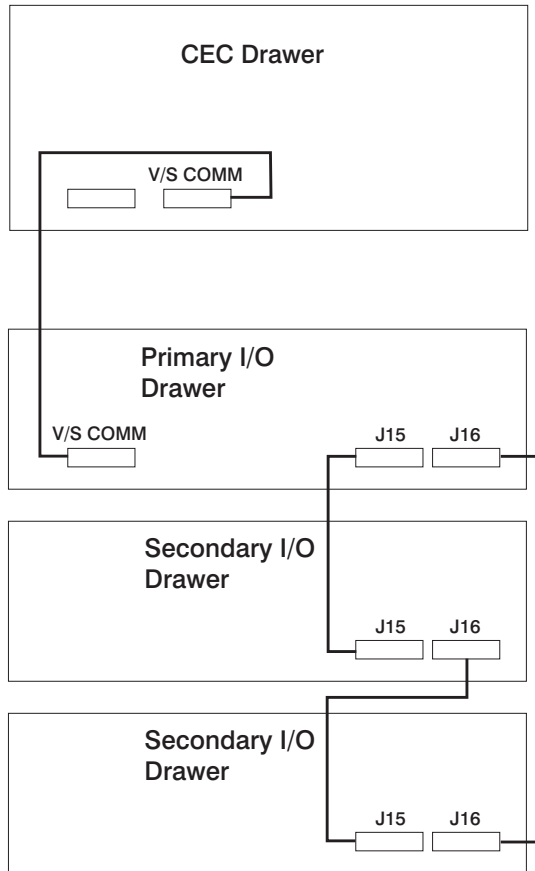 CEC Drawer
V/S COMM
Primary I/O
Drawer
V/S COMM
J15 J16
Secondary I/O
Drawer
J15 J16
Secondary I/O
Drawer
J15 J16